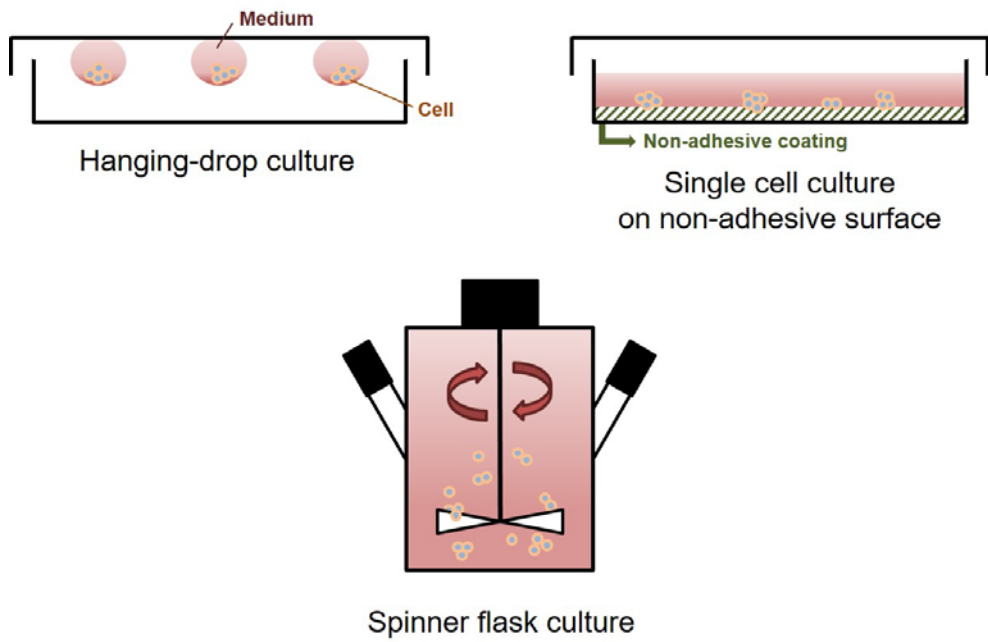 Medium
Cell
Hanging-drop culture
Non-adhesive coating
Single cell culture
on non-adhesive surface
Spinner flask culture